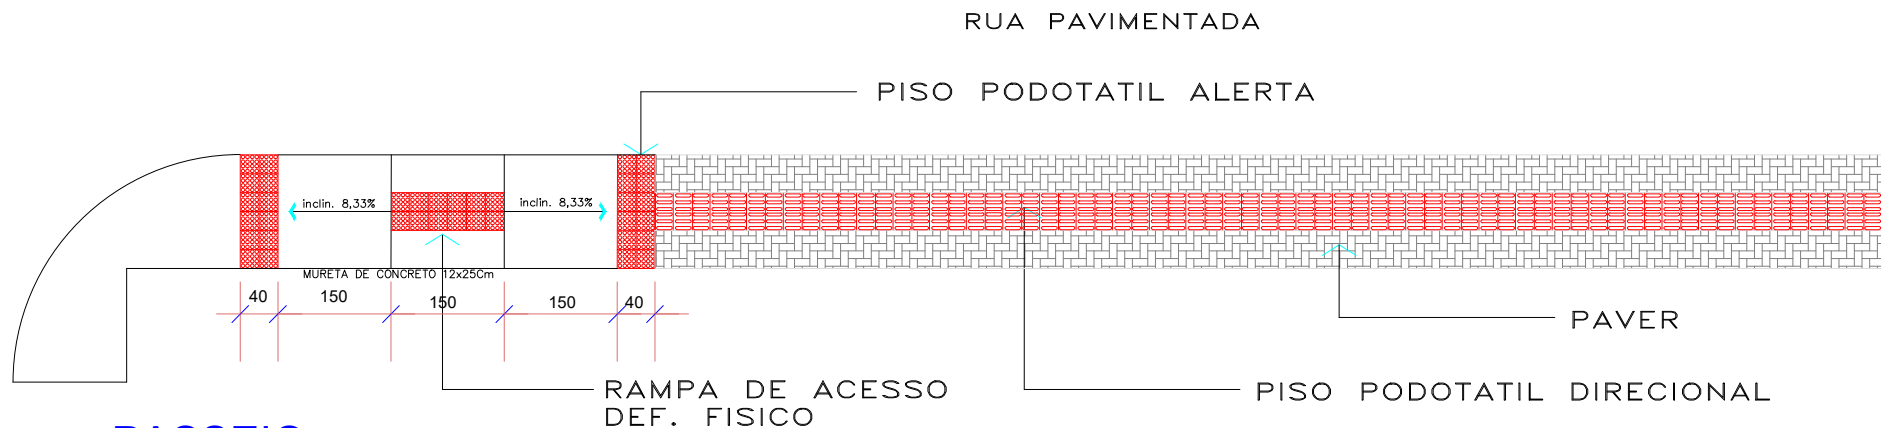 RUA PAVIMENTADA
PISO PODOTATIL ALERTA
inclin. 8,33%
inclin. 8,33%
MURETA DE CONCRETO 12x25Cm
40
150
150
150
40
PAVER
RAMPA DE ACESSO
DEF. FISICO
PISO PODOTATIL DIRECIONAL